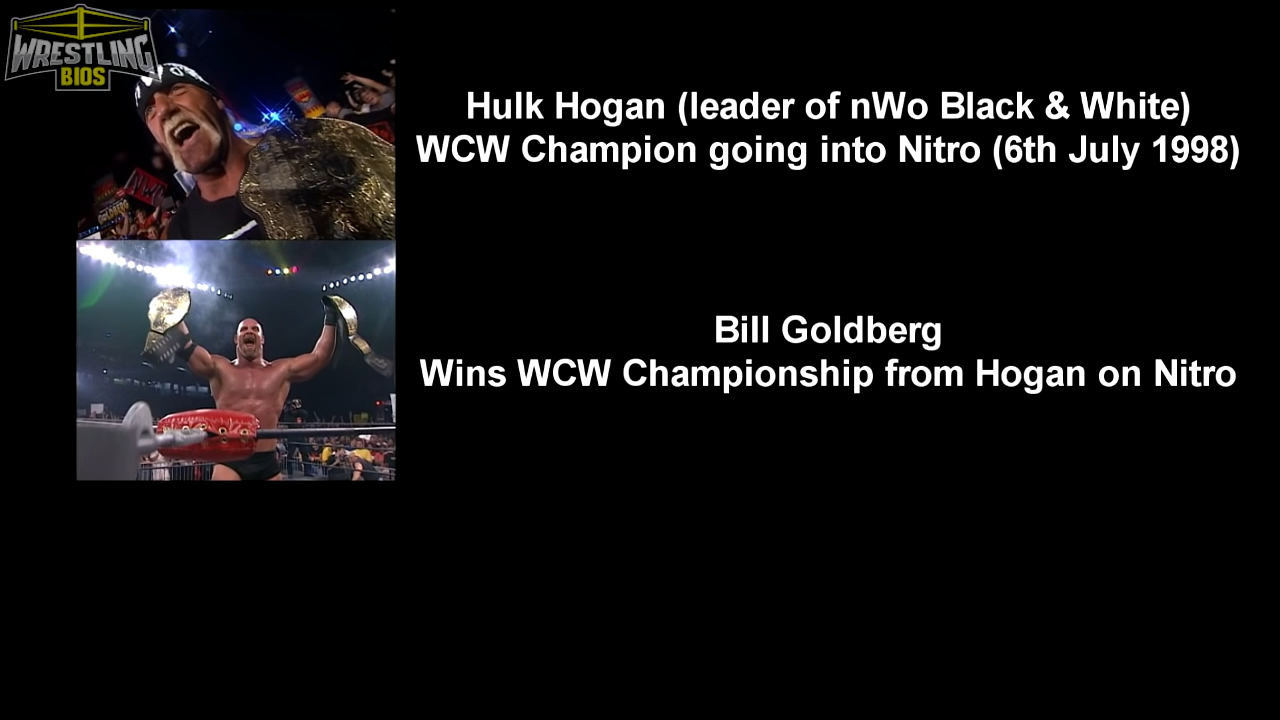 WRESTLING
BIOS
Hulk Hogan (leader of nWo Black & White)
WCW Champion going into Nitro (6th July 1998)
GOLDBERG
Bill Goldberg
Wins WCW Championship from Hogan on Nitro